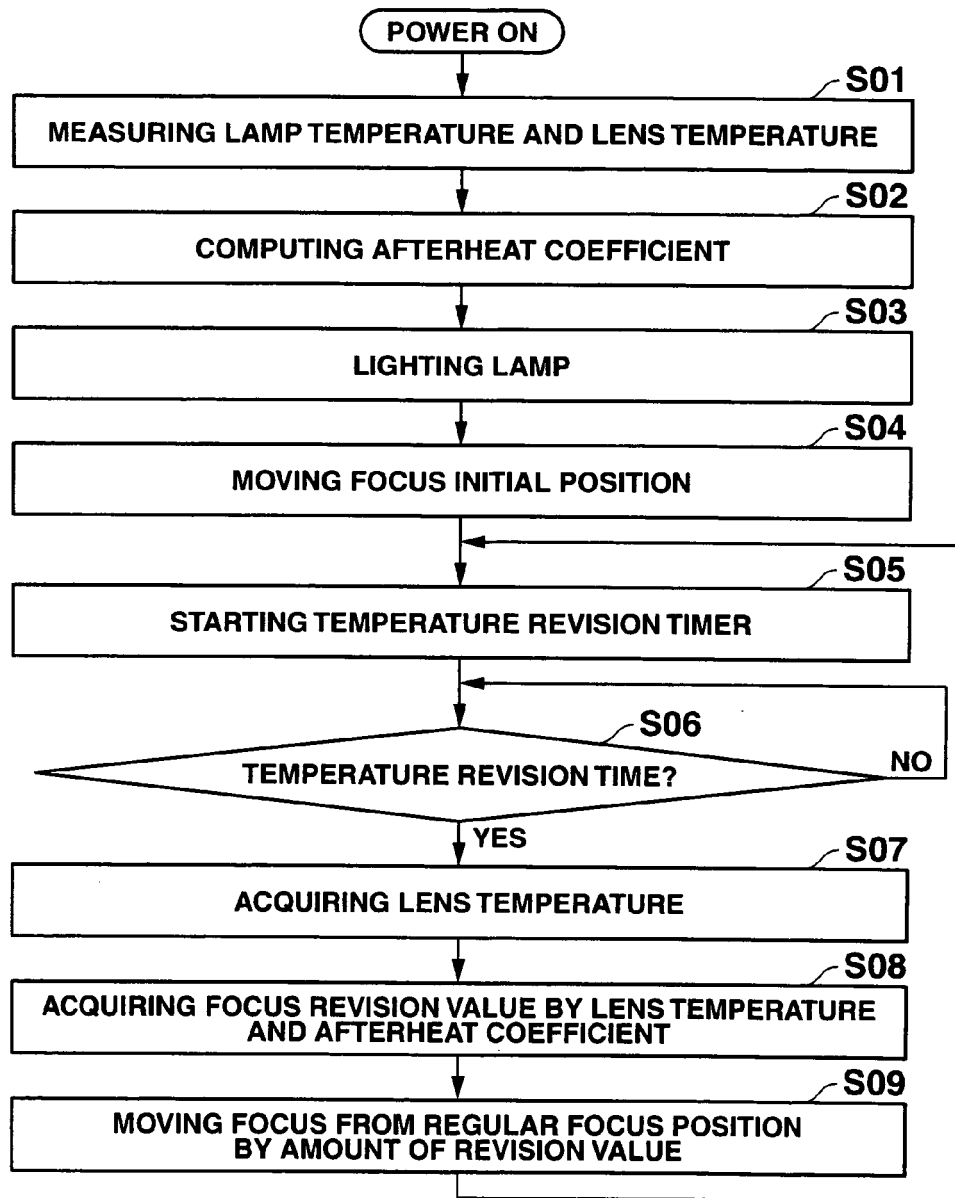 POWER ON
S01
MEASURING LAMP TEMPERATURE AND LENS TEMPERATURE
S02
COMPUTING AFTERHEAT COEFFICIENT
S03
LIGHTING LAMP
S04
MOVING FOCUS INITIAL POSITION
S05
STARTING TEMPERATURE REVISION TIMER
S06
TEMPERATURE REVISION TIME?
NO
YES
S07
ACQUIRING LENS TEMPERATURE
S08
ACQUIRING FOCUS REVISION VALUE BY LENS TEMPERATURE
AND AFTERHEAT COEFFICIENT
S09
MOVING FOCUS FROM REGULAR FOCUS POSITION
BY AMOUNT OF REVISION VALUE